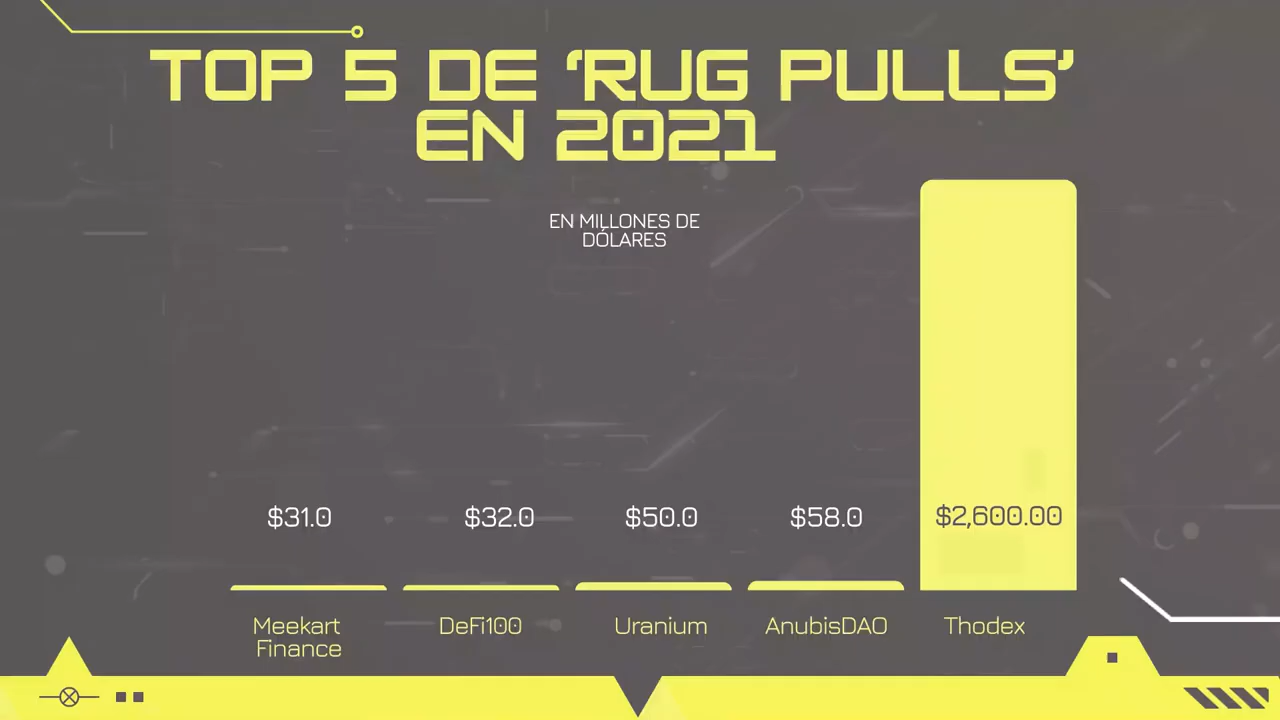 TOP 5 DE ‘RUG PULLS’
EN 2021
EN MILLONES DE
DÓLARES
$31.0
$32.0
$50.0
$58.0
$2,600.00
Meekart
Finance
DeFi100
Uranium
AnubisDAO
Thodex